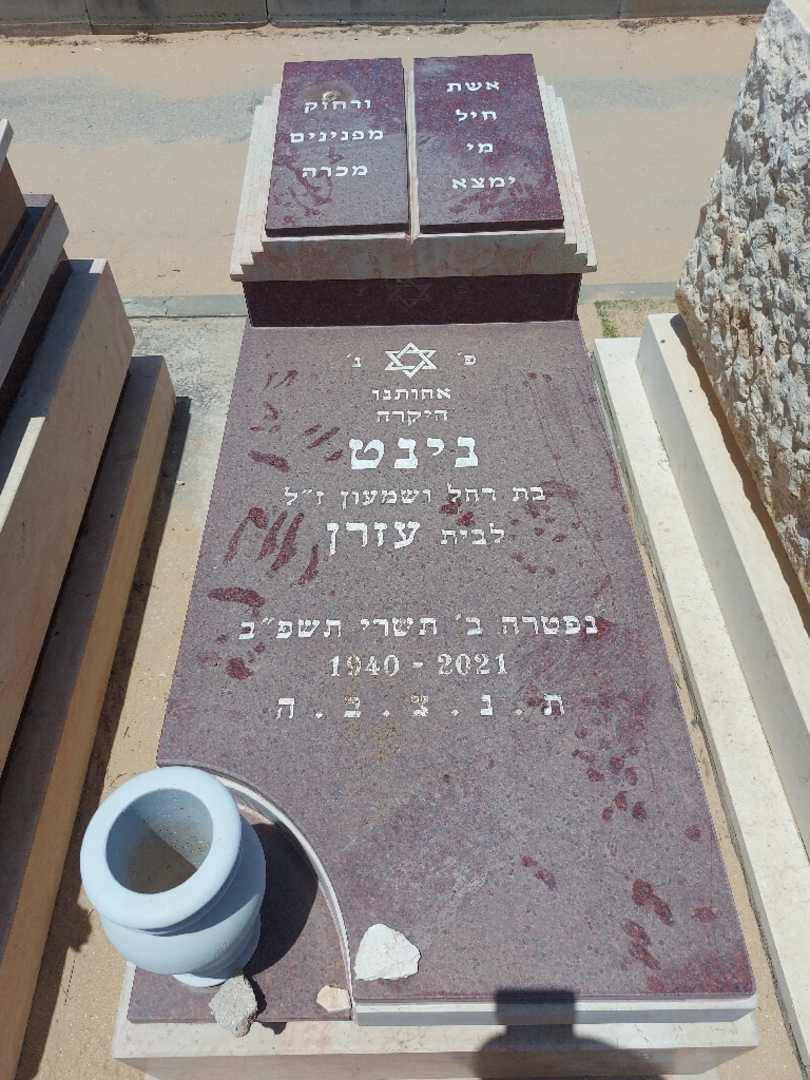 אשת
חיל
מי
ימצא
ורחוק
מפנינים
מכרה
פ׳ נ׳
אחותנו
היקרה
נינט
בת רחל ושמעון ז״ל
לבית עזרן
נפטרה ב׳ תשרי תשפ״ב
1940 - 2021
ת . נ . צ . ב . ה